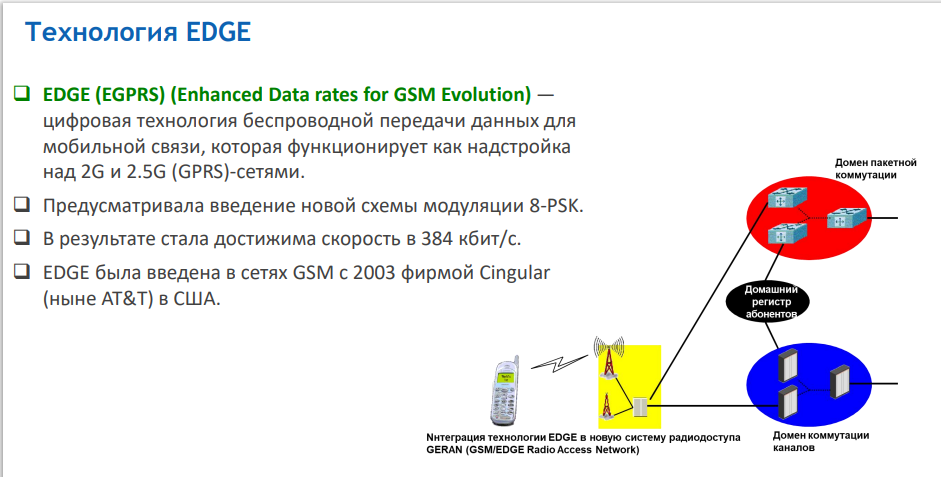 Технология EDGE
EDGE (EGPRS) (Enhanced Data rates for GSM Evolution) —
цифровая технология беспроводной передачи данных для
мобильной связи, которая функционирует как надстройка
над 2G и 2.5G (GPRS)-сетями.
Предусматривала введение новой схемы модуляции 8-PSK.
В результате стала достижима скорость в 384 кбит/с.
EDGE была введена в сетях GSM с 2003 фирмой Cingular
(ныне AT&T) в США.
Домен пакетной
коммутации
Домашний
регистр
абонентов
Nнтеграция технологии EDGE в новую систему радиодоступа
GERAN (GSM/EDGE Radio Access Network)
Домен коммутации
каналов